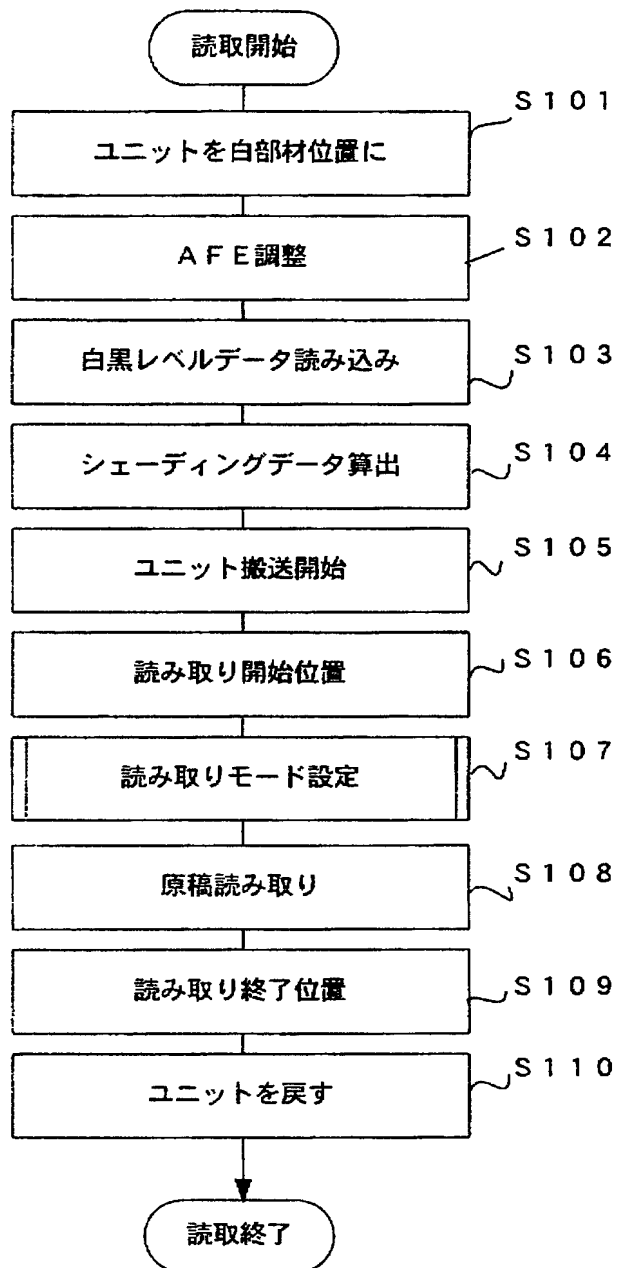 読取開始
S101
ユニットを白部材位置に
S102
AFE調整
S103
白黒レベルデータ読み込み
S104
シェーディングデータ算出
S105
ユニット搬送開始
S106
読み取り開始位置
S107
読み取りモード設定
S108
原稿読み取り
S109
読み取り終了位置
S110
ユニットを戻す
読取終了